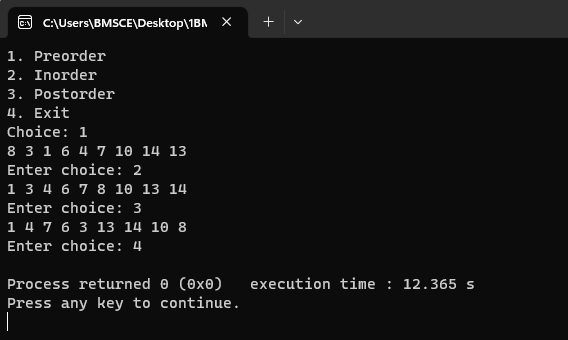 C:\Users\BMSCE\Desktop\1BM
1. Preorder
2. Inorder
3. Postorder
4. Exit
Choice: 1
8 3 1 6 4 7 10 14 13
Enter choice: 2
1 3 4 6 7 8 10 13 14
Enter choice: 3
1 4 7 6 3 13 14 10 8
Enter choice: 4
Process returned 0 (0x0)   execution time : 12.365 s
Press any key to continue.